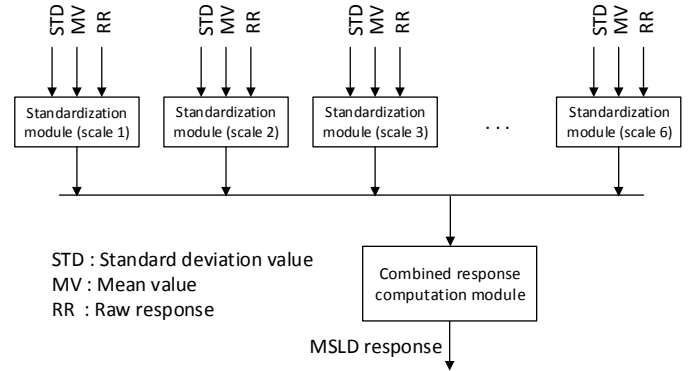 STD MV RR STD MV RR STD MV RR STD MV RR
Standardization module (scale 1)
Standardization module (scale 2)
Standardization module (scale 3)
. . .
Standardization module (scale 6)
STD : Standard deviation value
MV : Mean value
RR : Raw response
Combined response
computation module
MSLD response